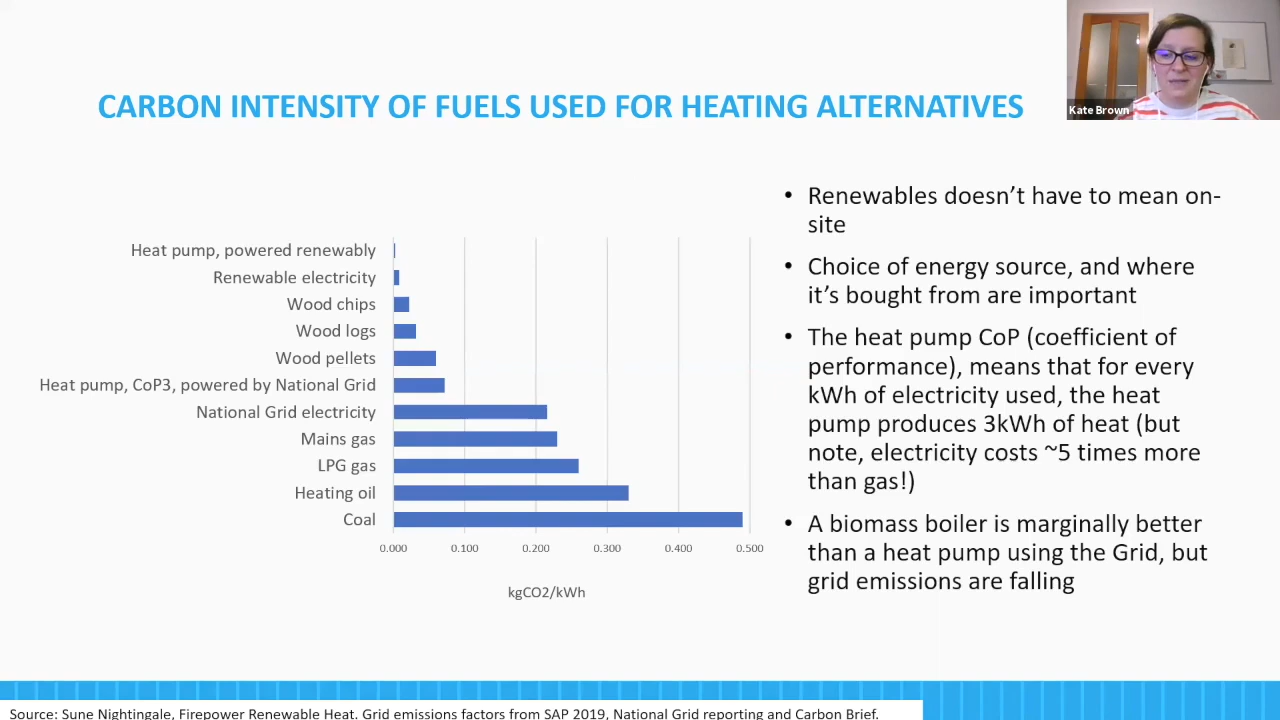 Kate Brown
CARBON INTENSITY OF FUELS USED FOR HEATING ALTERNATIVES
Heat pump, powered renewably
Renewable electricity
Wood chips
Wood logs
Wood pellets
Heat pump, CoP3, powered by National Grid
National Grid electricity
Mains gas
LPG gas
Heating oil
Coal
0.000 0.100 0.200 0.300 0.400 0.500
kgCO2/kWh
• Renewables doesn’t have to mean on-
site
• Choice of energy source, and where
it’s bought from are important
• The heat pump CoP (coefficient of
performance), means that for every
kWh of electricity used, the heat
pump produces 3kWh of heat (but
note, electricity costs ~5 times more
than gas!)
• A biomass boiler is marginally better
than a heat pump using the Grid, but
grid emissions are falling
Source: Sune Nightingale, Firepower Renewable Heat. Grid emissions factors from SAP 2019, National Grid reporting and Carbon Brief.